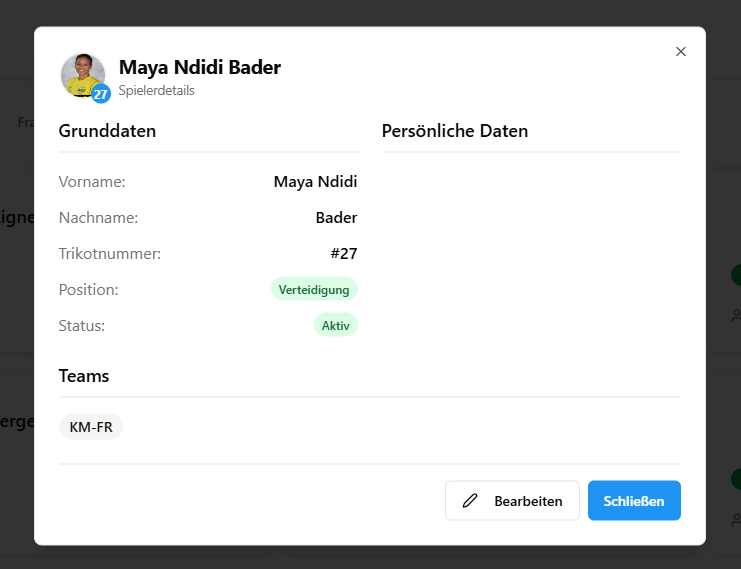 Maya Ndidi Bader
27
Spielerdetails
Grunddaten
Persönliche Daten
Vorname:
Maya Ndidi
Nachname:
Bader
Trikotnummer:
#27
Position:
Verteidigung
Status:
Aktiv
Teams
KM-FR
Bearbeiten
Schließen
Fra
igne
erge